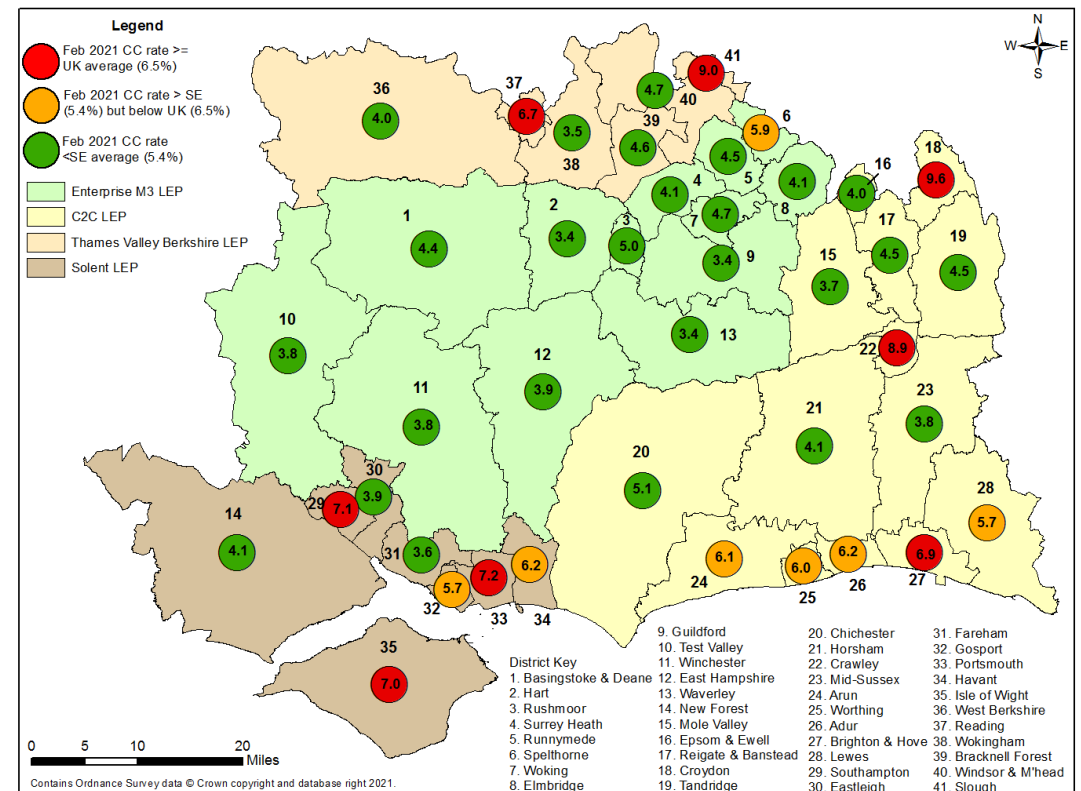 Legend
Feb 2021 CC rate >=
UK average (6.5%)
Feb 2021 CC rate > SE
(5.4%) but below UK (6.5%)
Feb 2021 CC rate
<SE average (5.4%)
Enterprise M3 LEP
C2C LEP
Thames Valley Berkshire LEP
Solent LEP
N
W E
S
36
4.0
37
6.7
3.5
38
4.7
40
39
4.6
9.0
41
5.9
6
4.5
5
4.1
4
4.1
8
4.7
7
S
16
4.0
18
9.6
1
4.4
2
3.4
3
5.0
3.4
9
15
3.7
17
4.5
19
4.5
10
3.8
11
3.8
12
3.9
3.4
13
22
8.9
23
3.8
21
4.1
20
5.1
28
5.7
14
4.1
29
7.1
30
3.9
31
3.6
32
5.7
33
7.2
34
6.2
24
6.1
25
6.0
26
6.2
27
6.9
35
7.0
0 5 10 20
Miles
Contains Ordnance Survey data © Crown copyright and database right 2021.
District Key
1. Basingstoke & Deane
2. Hart
3. Rushmoor
4. Surrey Heath
5. Runnymede
6. Spelthorne
7. Woking
8. Elmbridge
9. Guildford
10. Test Valley
11. Winchester
12. East Hampshire
13. Waverley
14. New Forest
15. Mole Valley
16. Epsom & Ewell
17. Reigate & Banstead
18. Croydon
19. Tandridge
20. Chichester
21. Horsham
22. Crawley
23. Mid-Sussex
24. Arun
25. Worthing
26. Adur
27. Brighton & Hove
28. Lewes
29. Southampton
30. Eastleigh
31. Fareham
32. Gosport
33. Portsmouth
34. Havant
35. Isle of Wight
36. West Berkshire
37. Reading
38. Wokingham
39. Bracknell Forest
40. Windsor & M'head
41. Slough